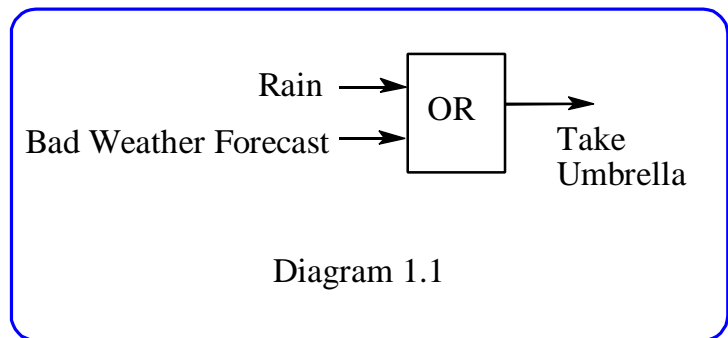 Rain
OR
Bad Weather Forecast
Take
Umbrella
Diagram 1.1